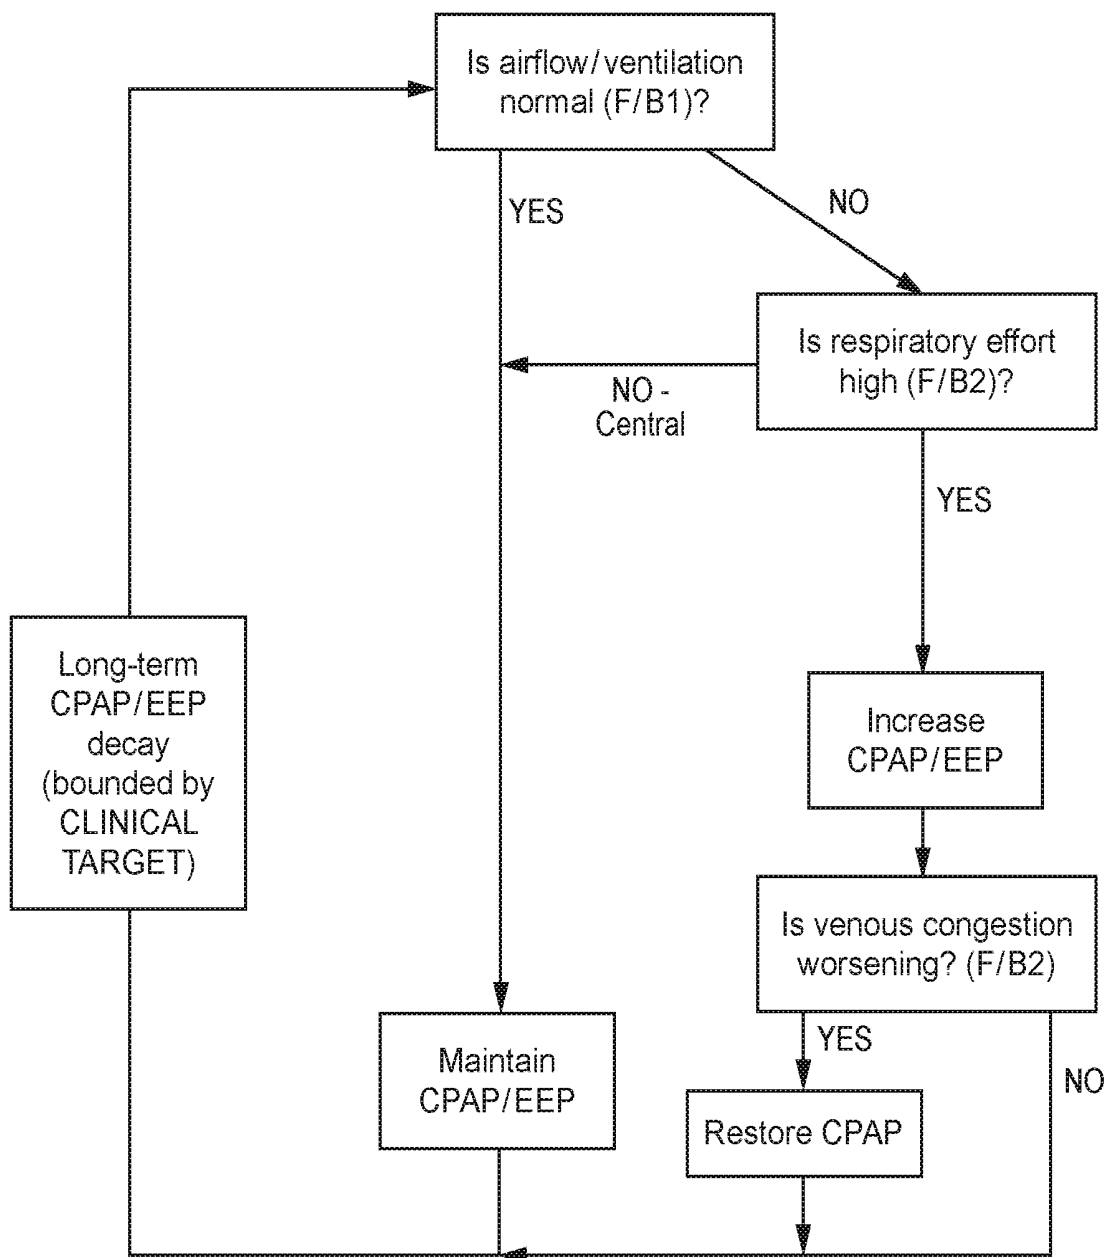 Is airflow/ventilation
normal (F/B1)?
YES
NO
Is respiratory effort
high (F/B2)?
NO -
Central
YES
Long-term
CPAP/EEP
decay
(bounded by
CLINICAL
TARGET)
Increase
CPAP/EEP
Is venous congestion
worsening? (F/B2)
YES
NO
Maintain
CPAP/EEP
Restore CPAP